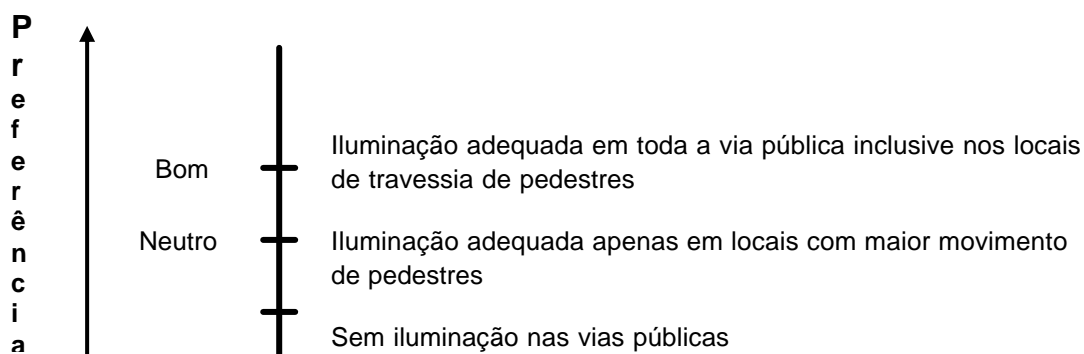 Preferência
Bom
Iluminação adequada em toda a via pública inclusive nos locais
de travessia de pedestres
Neutro
Iluminação adequada apenas em locais com maior movimento
de pedestres
Sem iluminação nas vias públicas